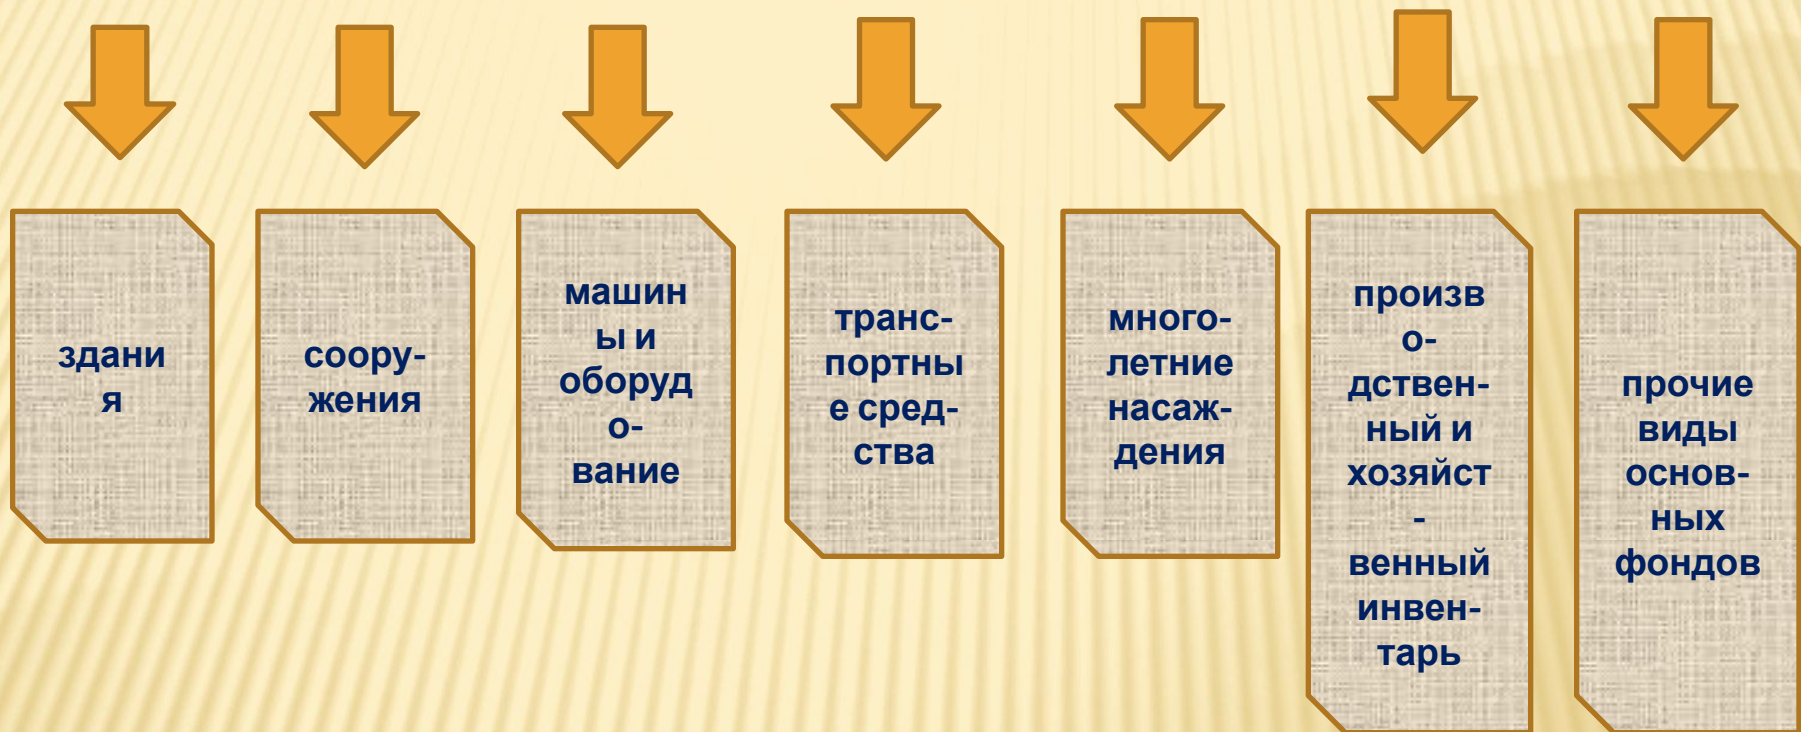 здани
я
соору-
жения
машин
ы и
оборуд
о-
вание
транс-
портны
е сред-
ства
много-
летние
насаж-
дения
произв
о-
дствен-
ный и
хозяйст
-
венный
инвен-
тарь
прочие
виды
основ-
ных
фондов